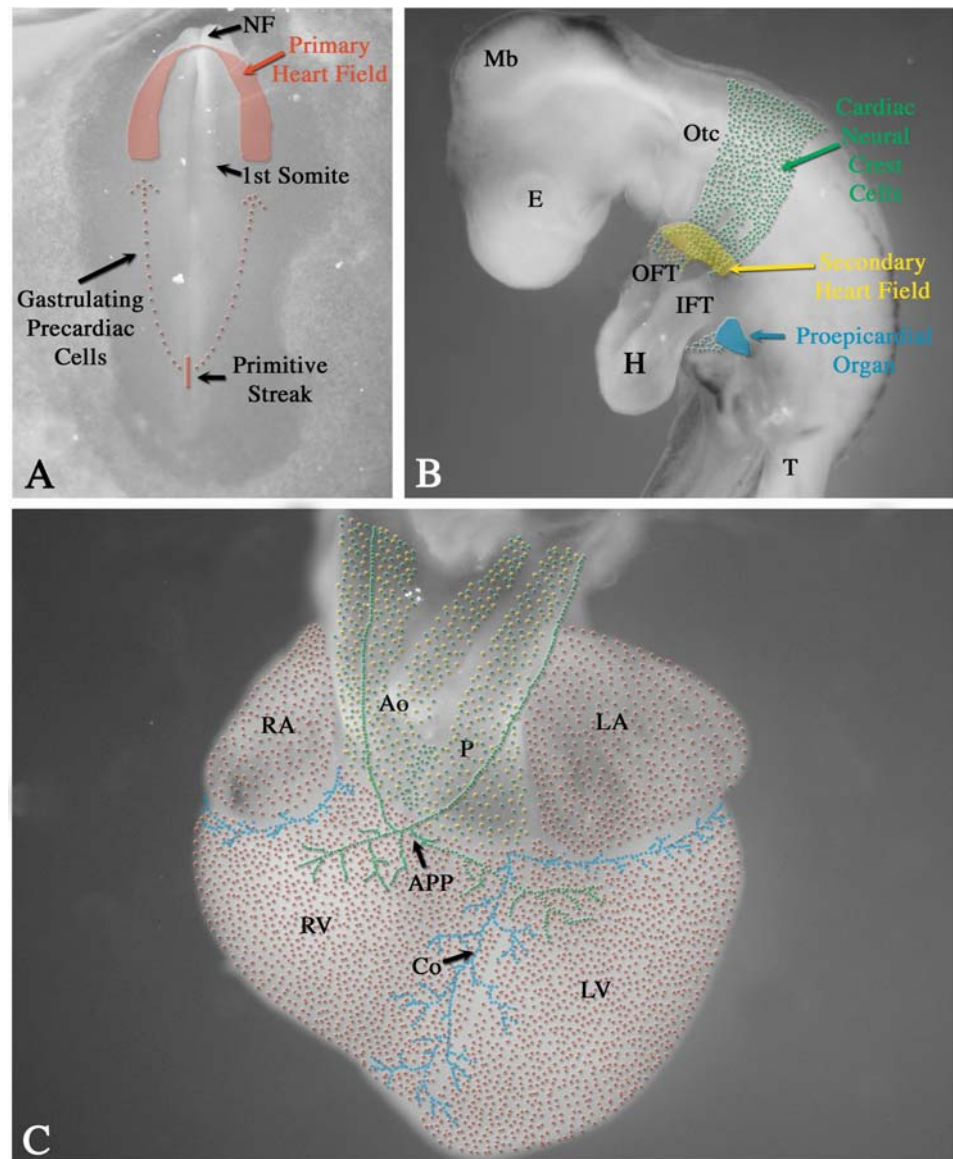 NF
Primary
Heart Field
1st Somite
Gastrulating
Precardiac
Cells
Primitive
Streak
A
Mb
Otc
Cardiac
Neural
Crest
Cells
E
OFT
Secondary
Heart Field
IFT
Proepicardial
Organ
H
T
B
Ao
RA
LA
P
APP
RV
Co
LV
C